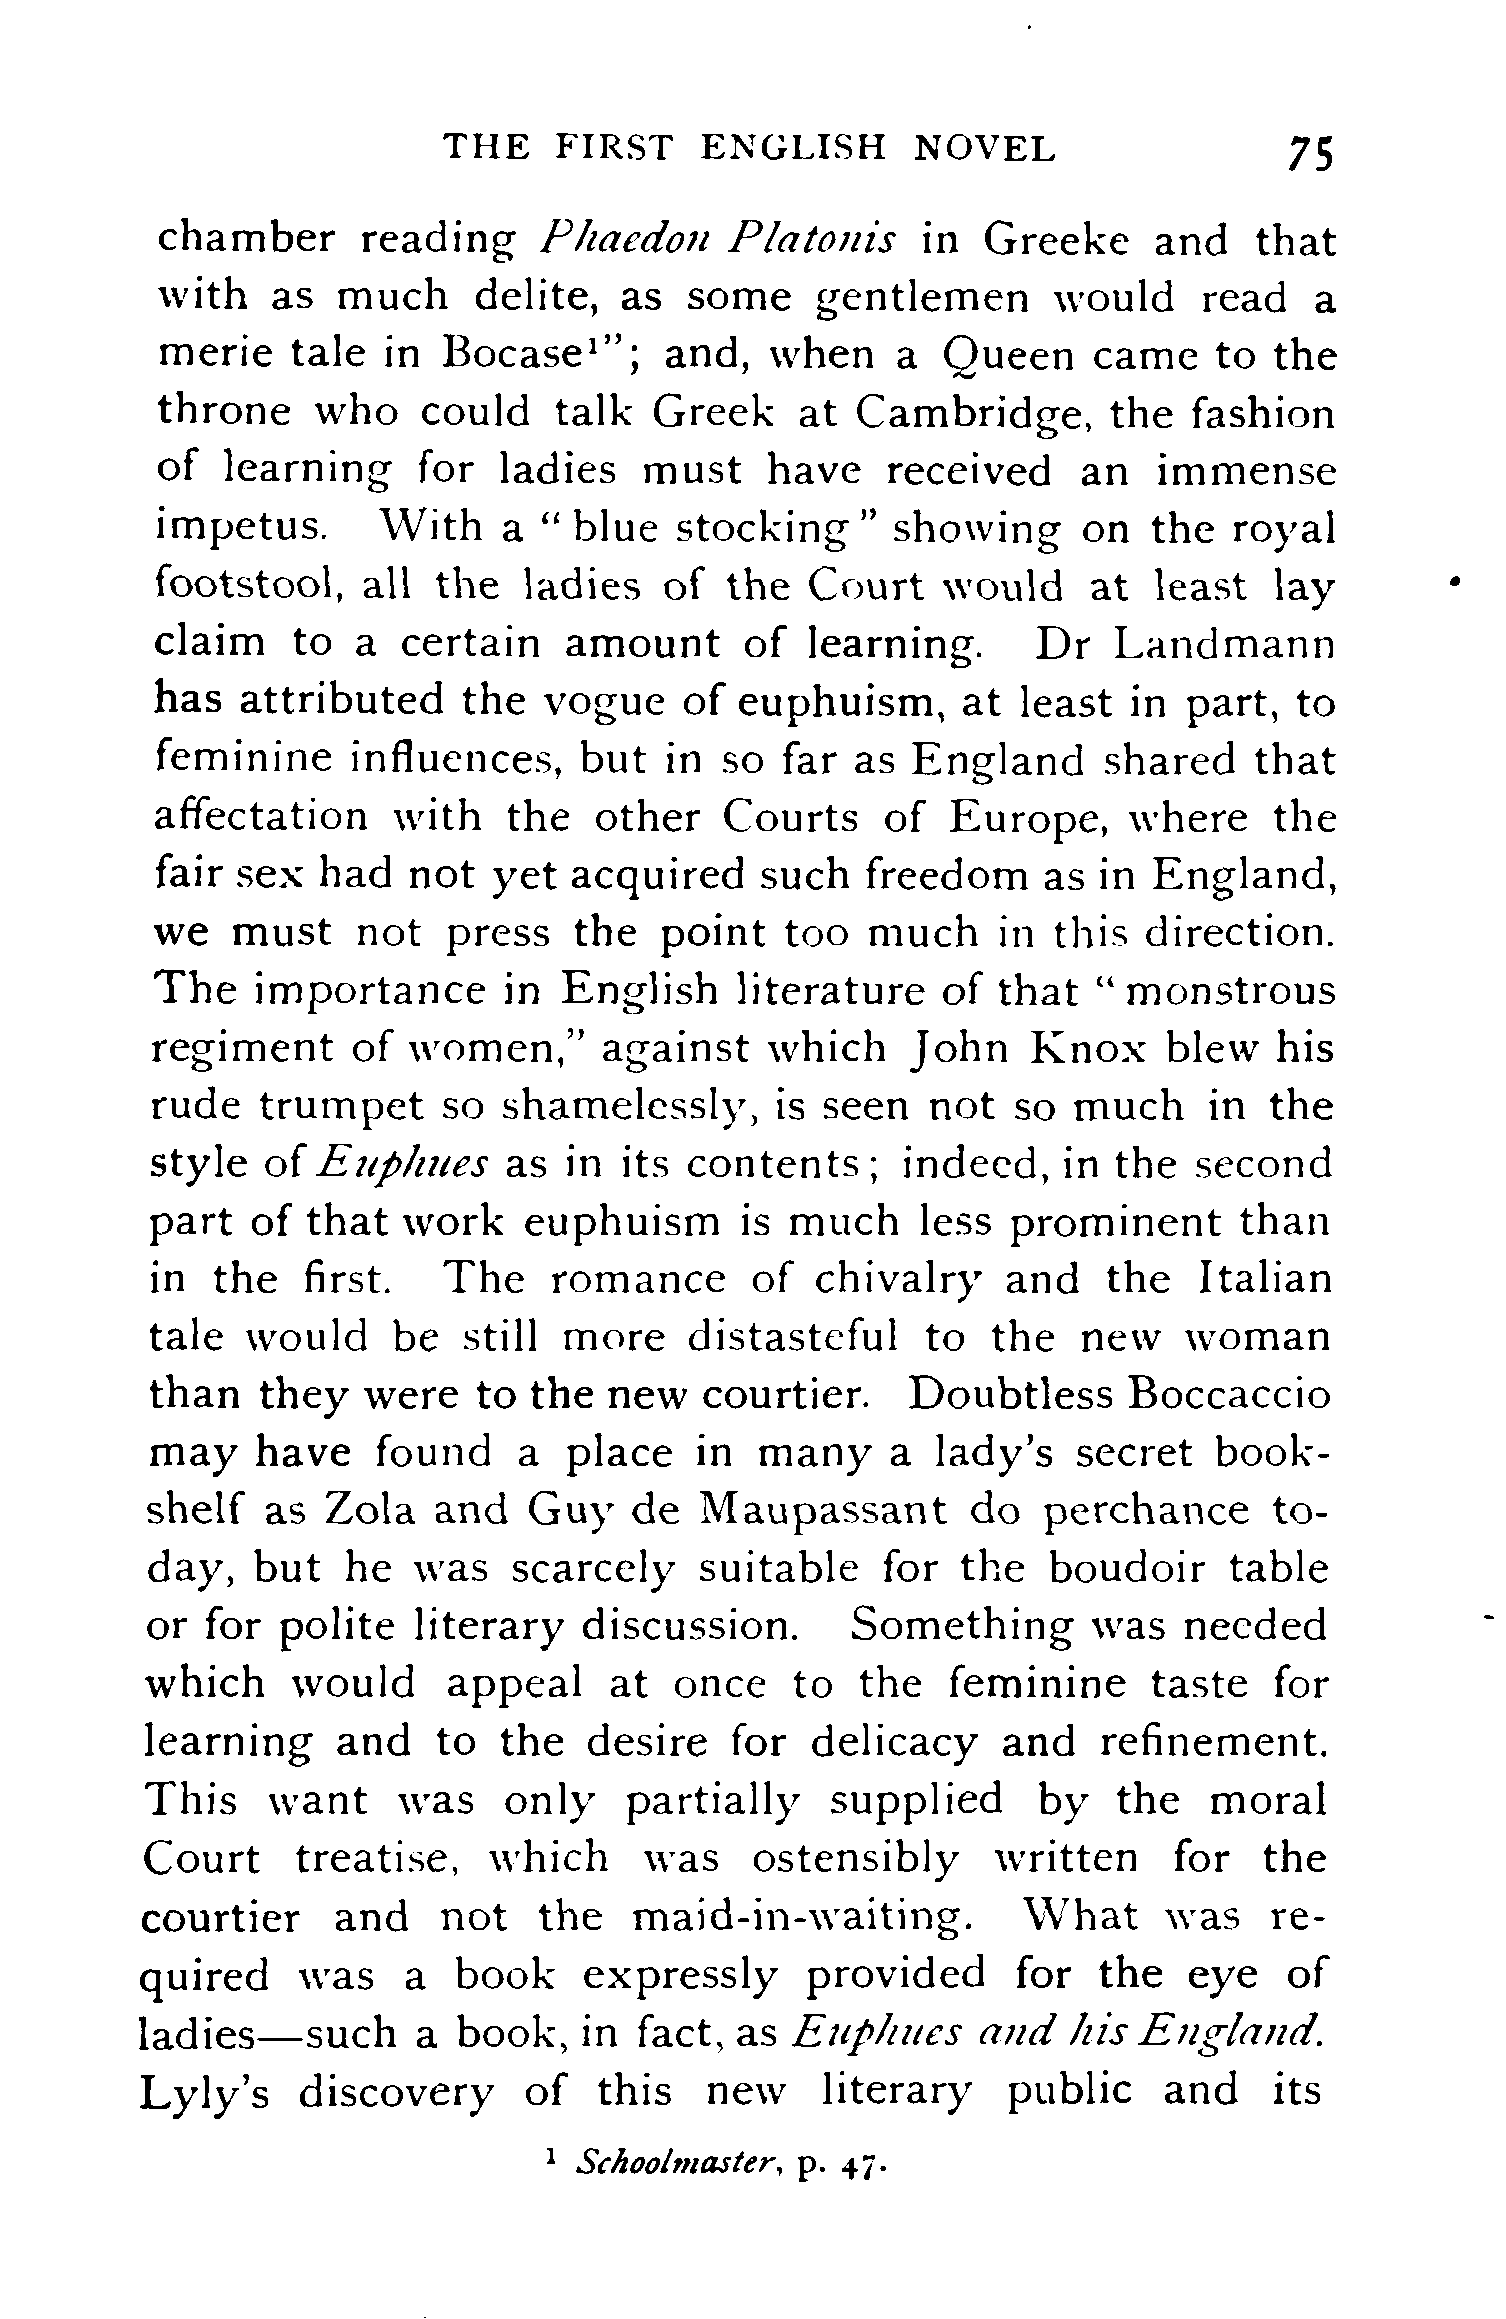 THE FIRST ENGLISH NOVEL 75
chamber reading Phaedon Platonis in Greeke and that
with as much delite, as some gentlemen would read a
merie tale in Bocase¹"; and, when a Queen came to the
throne who could talk Greek at Cambridge, the fashion
of learning for ladies must have received an immense
impetus. With a "blue stocking" showing on the royal
footstool, all the ladies of the Court would at least lay
claim to a certain amount of learning. Dr Landmann
has attributed the vogue of euphuism, at least in part, to
feminine influences, but in so far as England shared that
affectation with the other Courts of Europe, where the
fair sex had not yet acquired such freedom as in England,
we must not press the point too much in this direction.
The importance in English literature of that "monstrous
regiment of women," against which John Knox blew his
rude trumpet so shamelessly, is seen not so much in the
style of Euphues as in its contents; indeed, in the second
part of that work euphuism is much less prominent than
in the first. The romance of chivalry and the Italian
tale would be still more distasteful to the new woman
than they were to the new courtier. Doubtless Boccaccio
may have found a place in many a lady's secret book-
shelf as Zola and Guy de Maupassant do perchance to-
day, but he was scarcely suitable for the boudoir table
or for polite literary discussion. Something was needed
which would appeal at once to the feminine taste for
learning and to the desire for delicacy and refinement.
This want was only partially supplied by the moral
Court treatise, which was ostensibly written for the
courtier and not the maid-in-waiting. What was re-
quired was a book expressly provided for the eye of
ladies—such a book, in fact, as Euphues and his England.
Lyly's discovery of this new literary public and its
¹ Schoolmaster, p. 47.